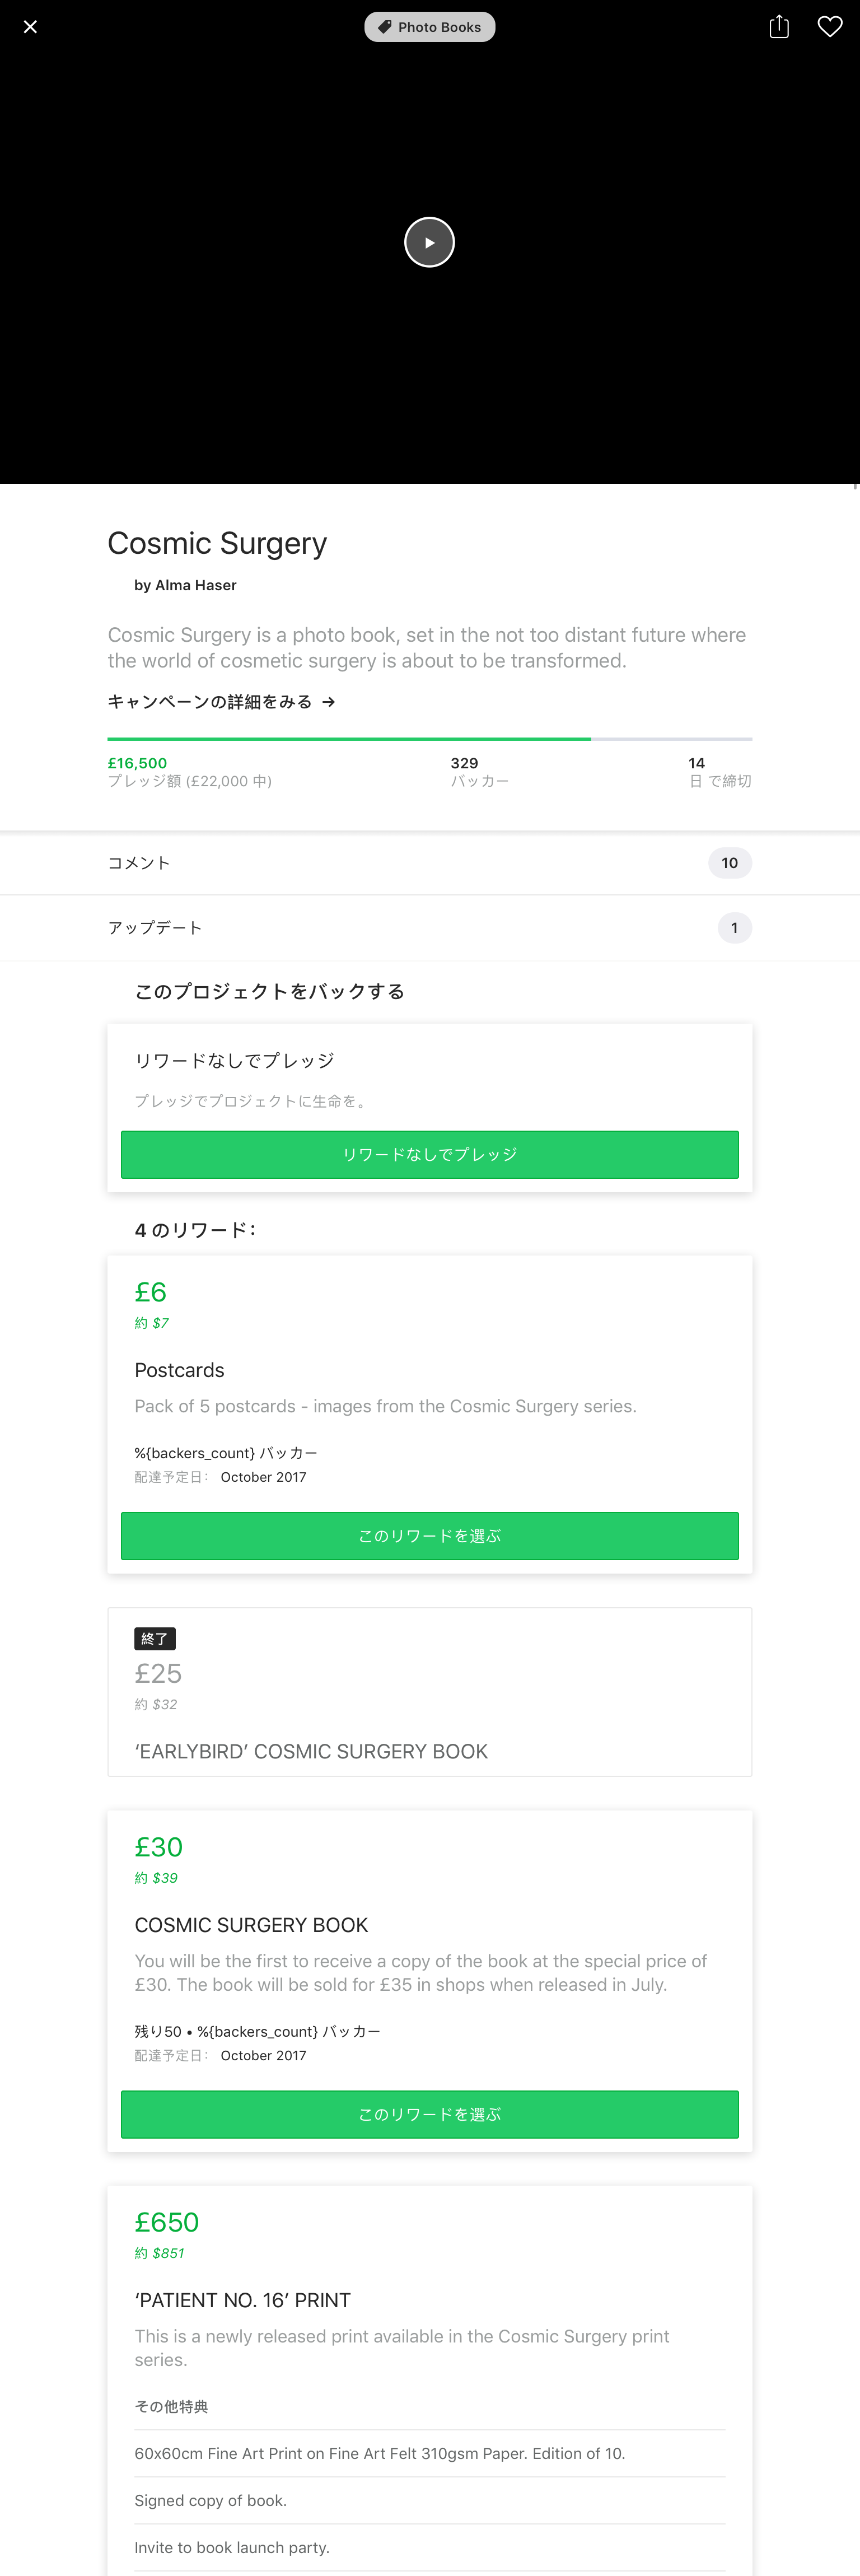 Photo Books
Cosmic Surgery
by Alma Haser
Cosmic Surgery is a photo book, set in the not too distant future where
the world of cosmetic surgery is about to be transformed.
キャンペーンの詳細をみる →
£16,500
プレッジ額 (£22,000 中)
329
バッカー
14
日 で締切
コメント
10
アップデート
1
このプロジェクトをバックする
リワードなしでプレッジ
プレッジでプロジェクトに生命を。
リワードなしでプレッジ
4 のリワード：
£6
約 $7
Postcards
Pack of 5 postcards - images from the Cosmic Surgery series.
%{backers_count} バッカー
配達予定日： October 2017
このリワードを選ぶ
終了
£25
約 $32
‘EARLYBIRD’ COSMIC SURGERY BOOK
£30
約 $39
COSMIC SURGERY BOOK
You will be the first to receive a copy of the book at the special price of
£30. The book will be sold for £35 in shops when released in July.
残り50 • %{backers_count} バッカー
配達予定日： October 2017
このリワードを選ぶ
£650
約 $851
‘PATIENT NO. 16’ PRINT
This is a newly released print available in the Cosmic Surgery print
series.
その他特典
60x60cm Fine Art Print on Fine Art Felt 310gsm Paper. Edition of 10.
Signed copy of book.
Invite to book launch party.